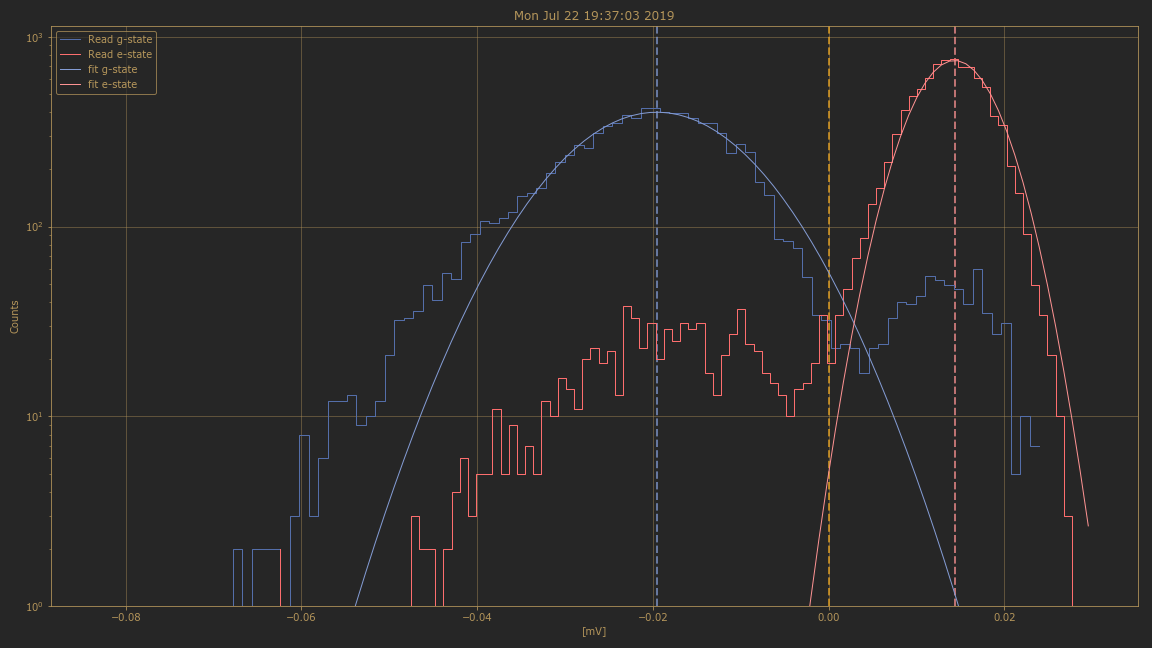 Mon Jul 22 19:37:03 2019
Read g-state
Read e-state
fit g-state
fit e-state
10³
10²
10¹
10⁰
Counts
−0.08 −0.06 −0.04 −0.02 0.00 0.02
[mV]